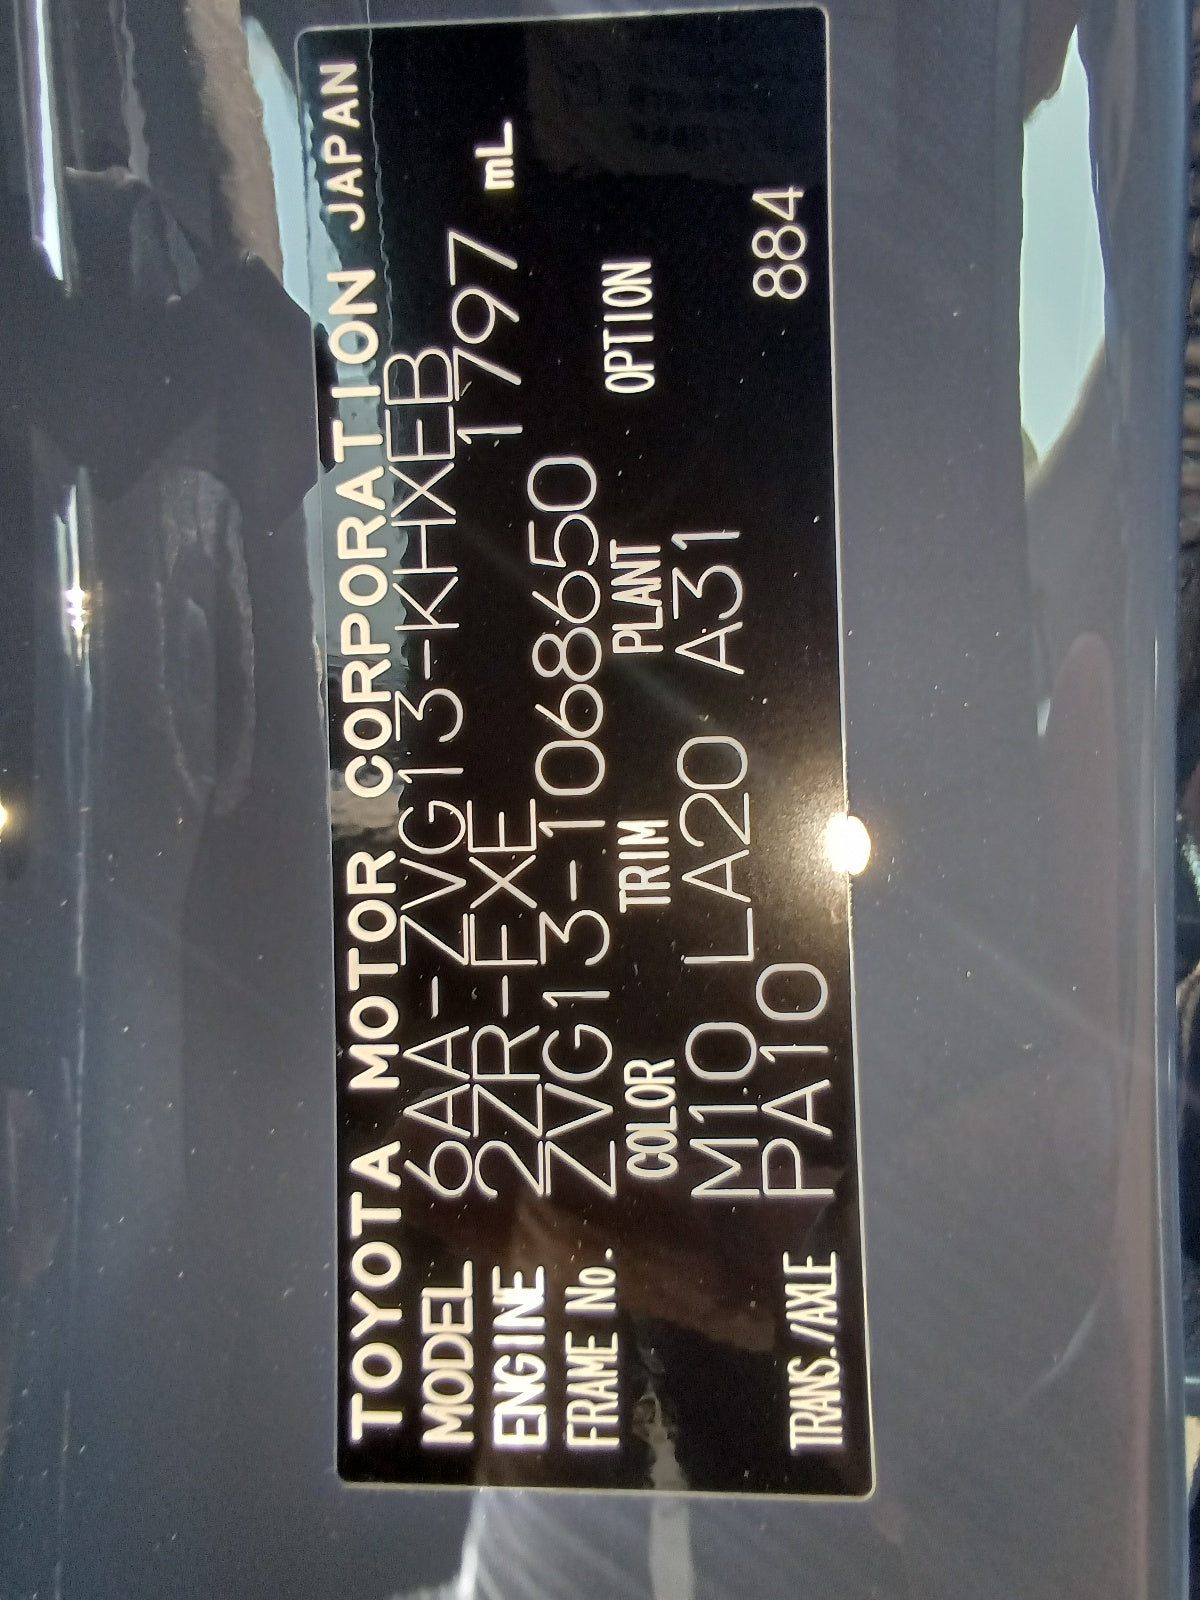 TOYOTA MOTOR CORPORATION JAPAN
MODEL 6AA-ZVG13-KHXEB
ENGINE 2ZR-FXE 1797 mL
FRAME No. ZVG13-1068650
COLOR TRIM PLANT OPTION
M10 LA20 A31
TRANS./AXLE PA10 884